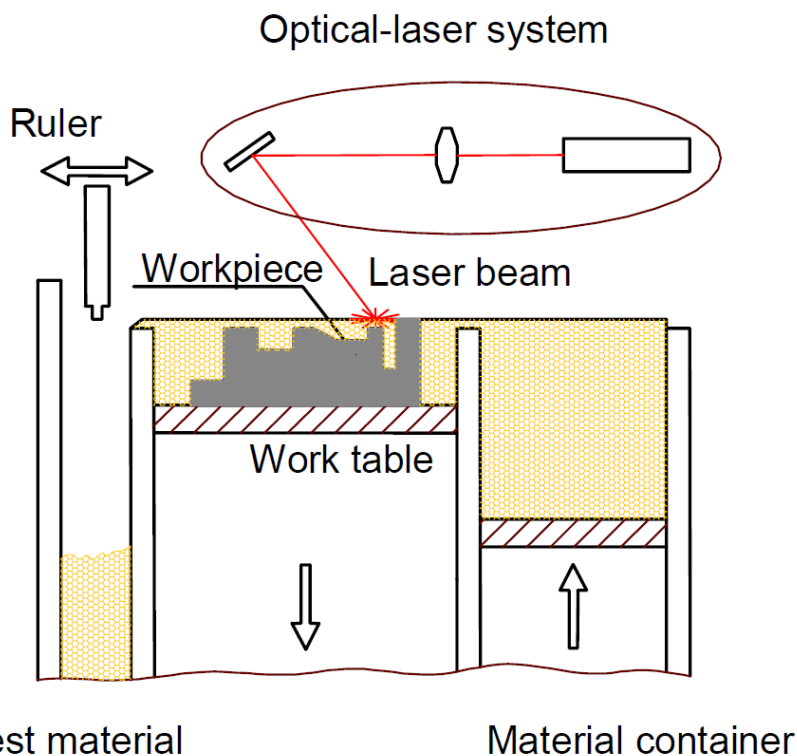 Optical-laser system
Ruler
Workpiece
Laser beam
Work table
est material
Material container